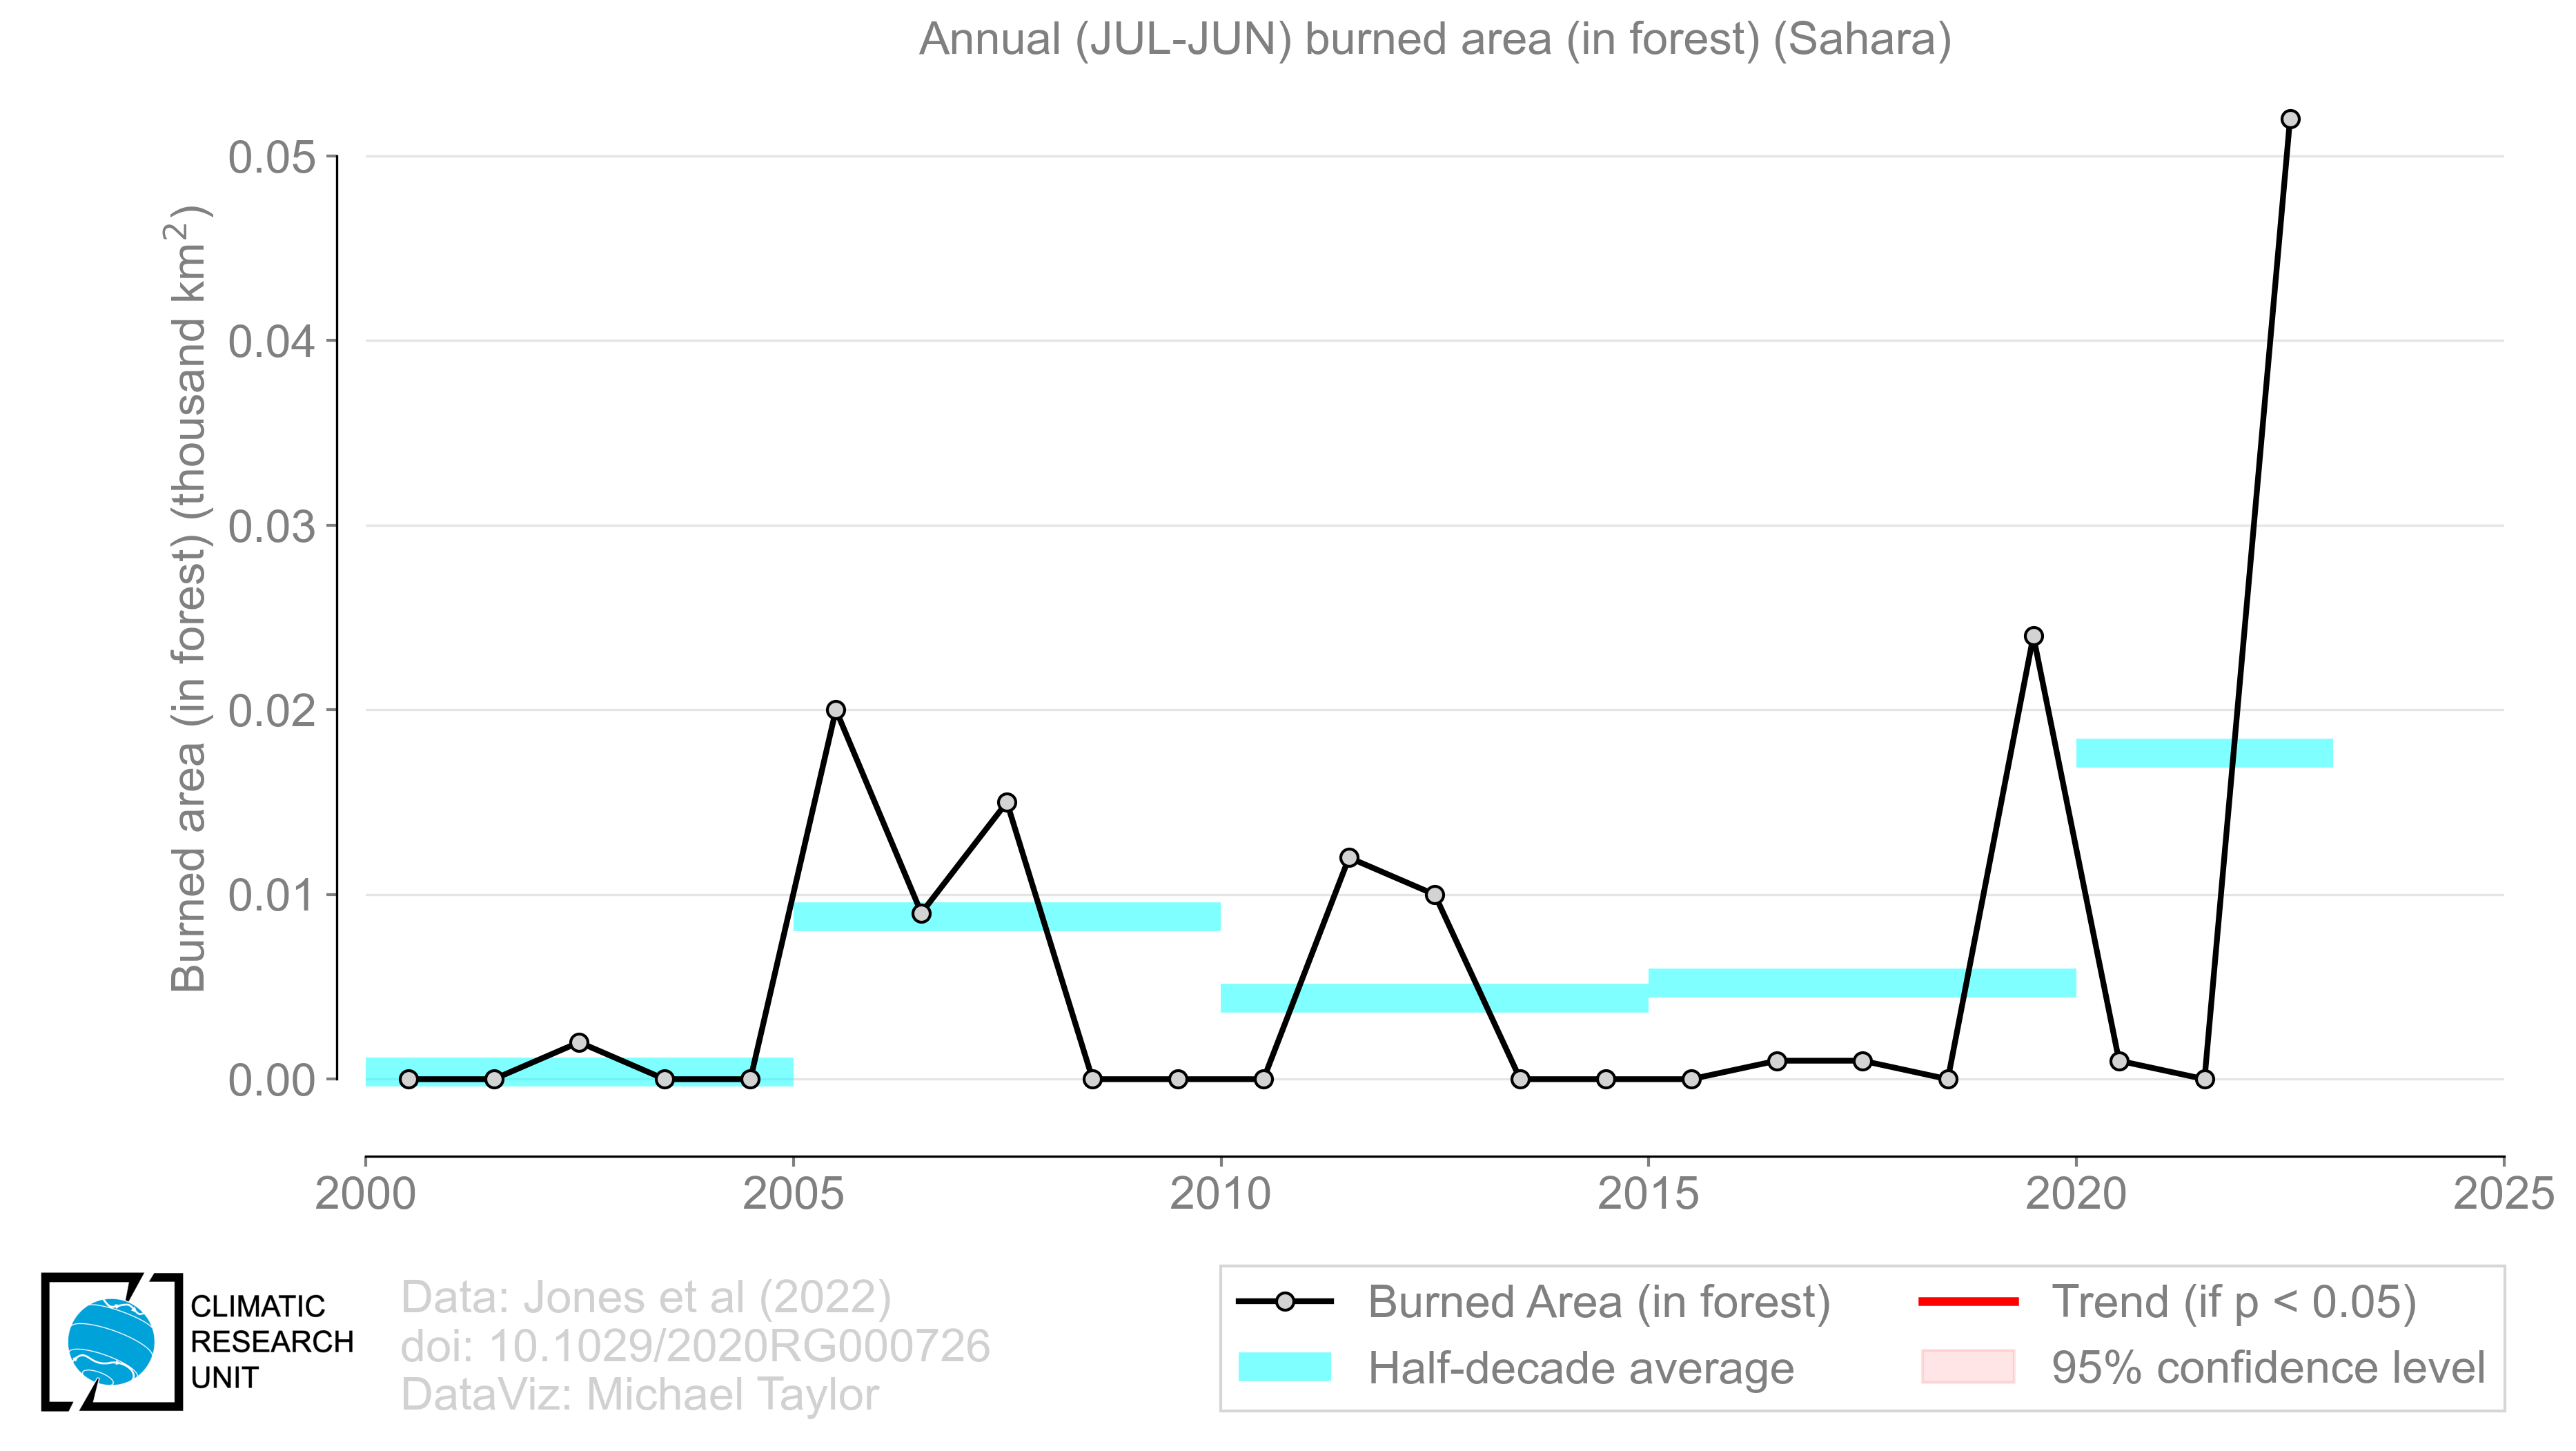 Annual (JUL-JUN) burned area (in forest) (Sahara)
Burned area (in forest) (thousand km²)
0.05
0.04
0.03
0.02
0.01
0.00
2000 2005 2010 2015 2020 2025
CLIMATIC
RESEARCH
UNIT
Data: Jones et al (2022)
doi: 10.1029/2020RG000726
DataViz: Michael Taylor
Burned Area (in forest)
Half-decade average
Trend (if p < 0.05)
95% confidence level